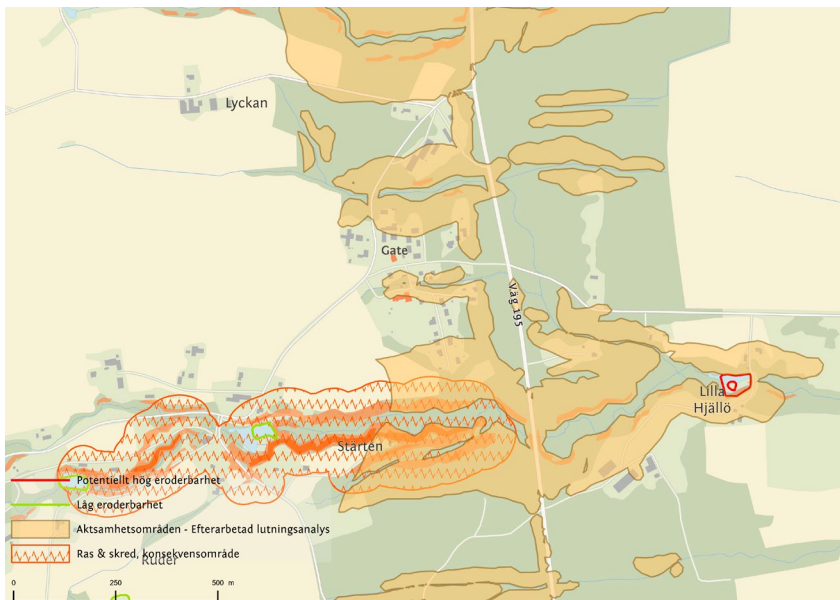 Lyckan
Gate
Väg 195
Lilla
Hjällö
Stärten
Potentiellt hög eroderbarhet
Låg eroderbarhet
Aktsamhetsområden - Efterarbetad lutningsanalys
Ras & skred, konsekvensområde
Ruder
0 250 500 m